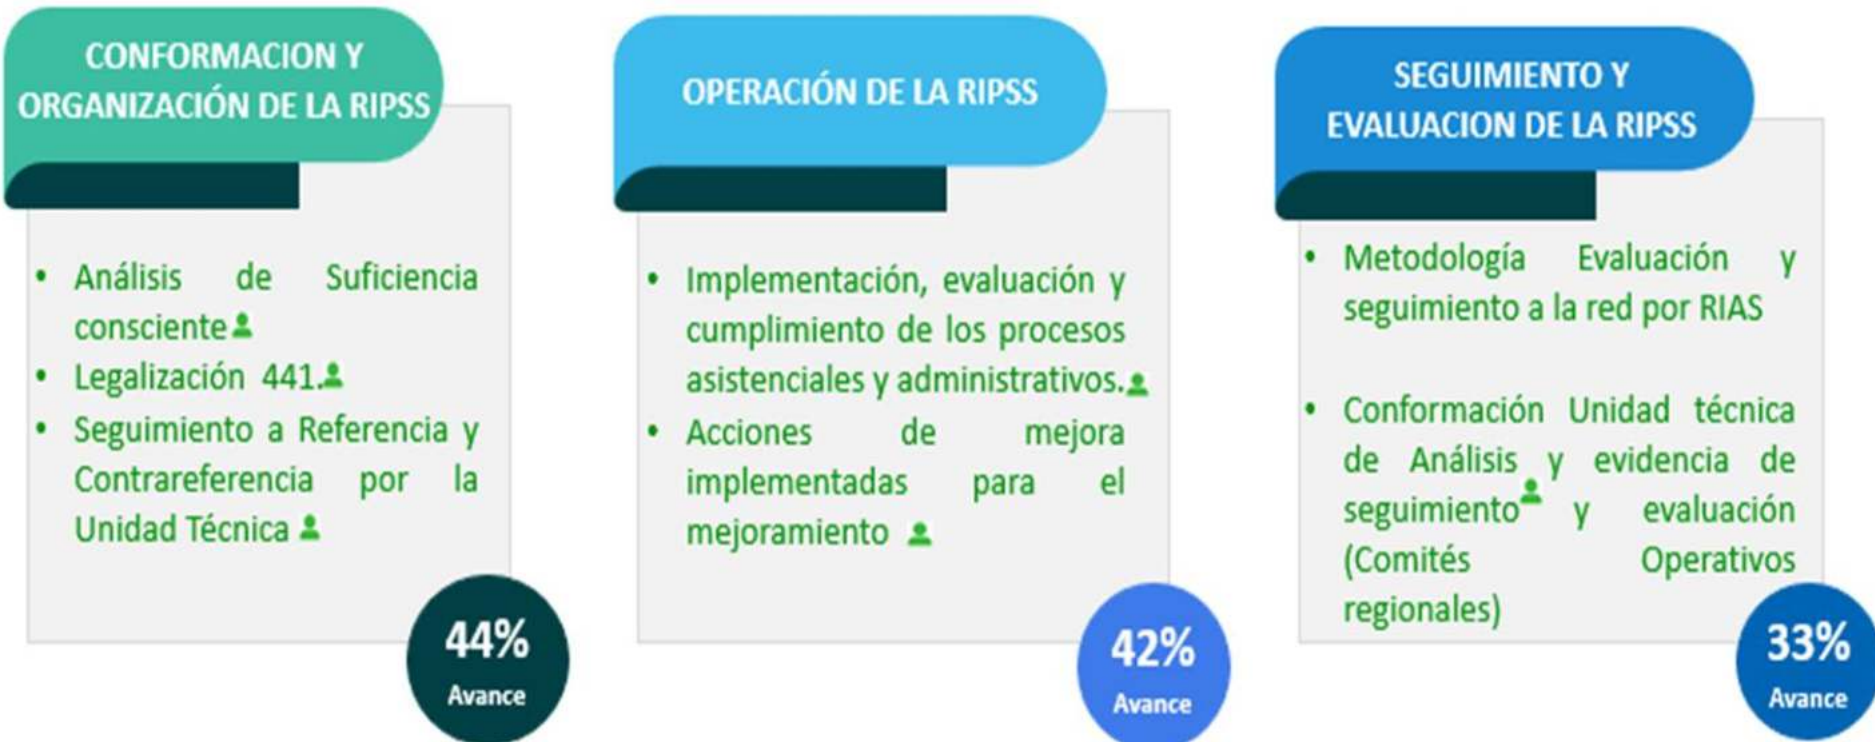 CONFORMACION Y
ORGANIZACIÓN DE LA RIPSS
• Análisis de Suficiencia
consciente
• Legalización 441.
• Seguimiento a Referencia y
Contrareferencia por la
Unidad Técnica
44%
Avance
OPERACIÓN DE LA RIPSS
• Implementación, evaluación y
cumplimiento de los procesos
asistenciales y administrativos.
• Acciones de mejora
implementadas para el
mejoramiento
42%
Avance
SEGUIMIENTO Y
EVALUACION DE LA RIPSS
• Metodología Evaluación y
seguimiento a la red por RIAS
• Conformación Unidad técnica
de Análisis y evidencia de
seguimiento y evaluación
(Comités Operativos
regionales)
33%
Avance